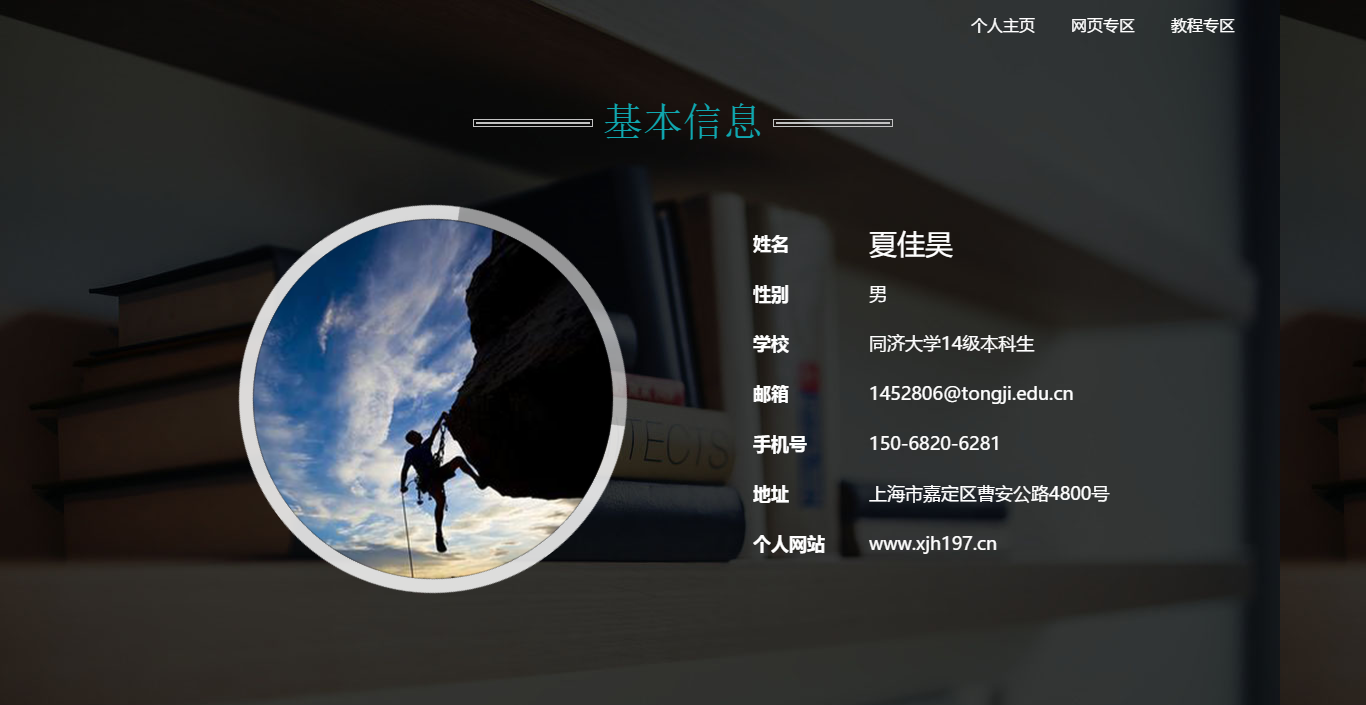 个人主页 网页专区 教程专区
基本信息
姓名 夏佳昊
性别 男
学校 同济大学14级本科生
邮箱 1452806@tongji.edu.cn
手机号 150-6820-6281
地址 上海市嘉定区曹安公路4800号
个人网站 www.xjh197.cn
TECTS